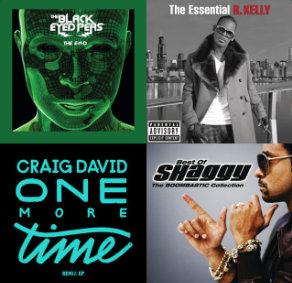 THE BLACK
EYED PEAS
THE E.N.D
The Essential R. KELLY
PARENTAL
ADVISORY
EXPLICIT CONTENT
CRAIG DAVID
ONE
MORE
time
REMIX EP
Best Of
SHAGGY
The BOOMBASTIC Collection